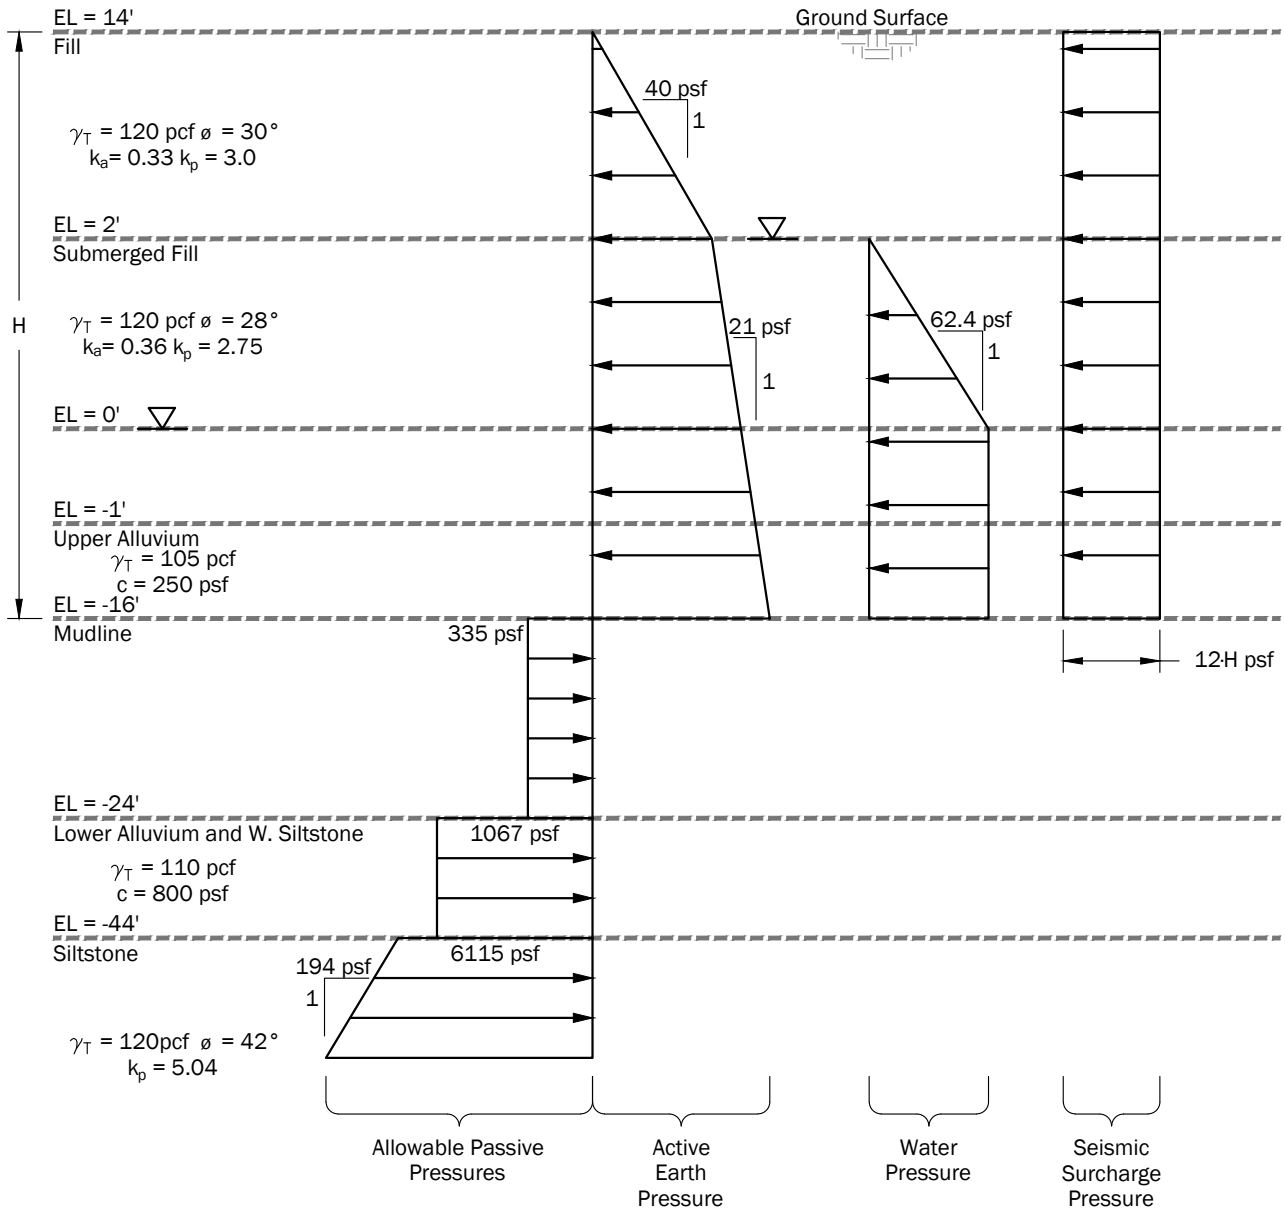 EL = 14'
Ground Surface
Fill
40 psf
1
γT = 120 pcf ø = 30°
ka= 0.33 kp = 3.0
EL = 2'
Submerged Fill
H
γT = 120 pcf ø = 28°
ka= 0.36 kp = 2.75
21 psf
1
62.4 psf
1
EL = 0'
EL = -1'
Upper Alluvium
γT = 105 pcf
c = 250 psf
EL = -16'
Mudline
335 psf
12·H psf
EL = -24'
Lower Alluvium and W. Siltstone
1067 psf
γT = 110 pcf
c = 800 psf
EL = -44'
Siltstone
6115 psf
194 psf
1
γT = 120pcf ø = 42°
kp = 5.04
Allowable Passive
Pressures
Active
Earth
Pressure
Water
Pressure
Seismic
Surcharge
Pressure